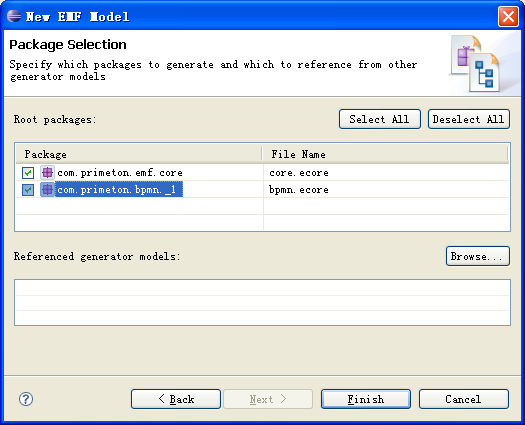 New EMF Model
Package Selection
Specify which packages to generate and which to reference from other
generator models
Root packages:
Select All
Deselect All
Package
File Name
com.primeton.emf.core
core.ecore
com.primeton.bpmn._1
bpmn.ecore
Referenced generator models:
Browse...
?
< Back
Next >
Finish
Cancel